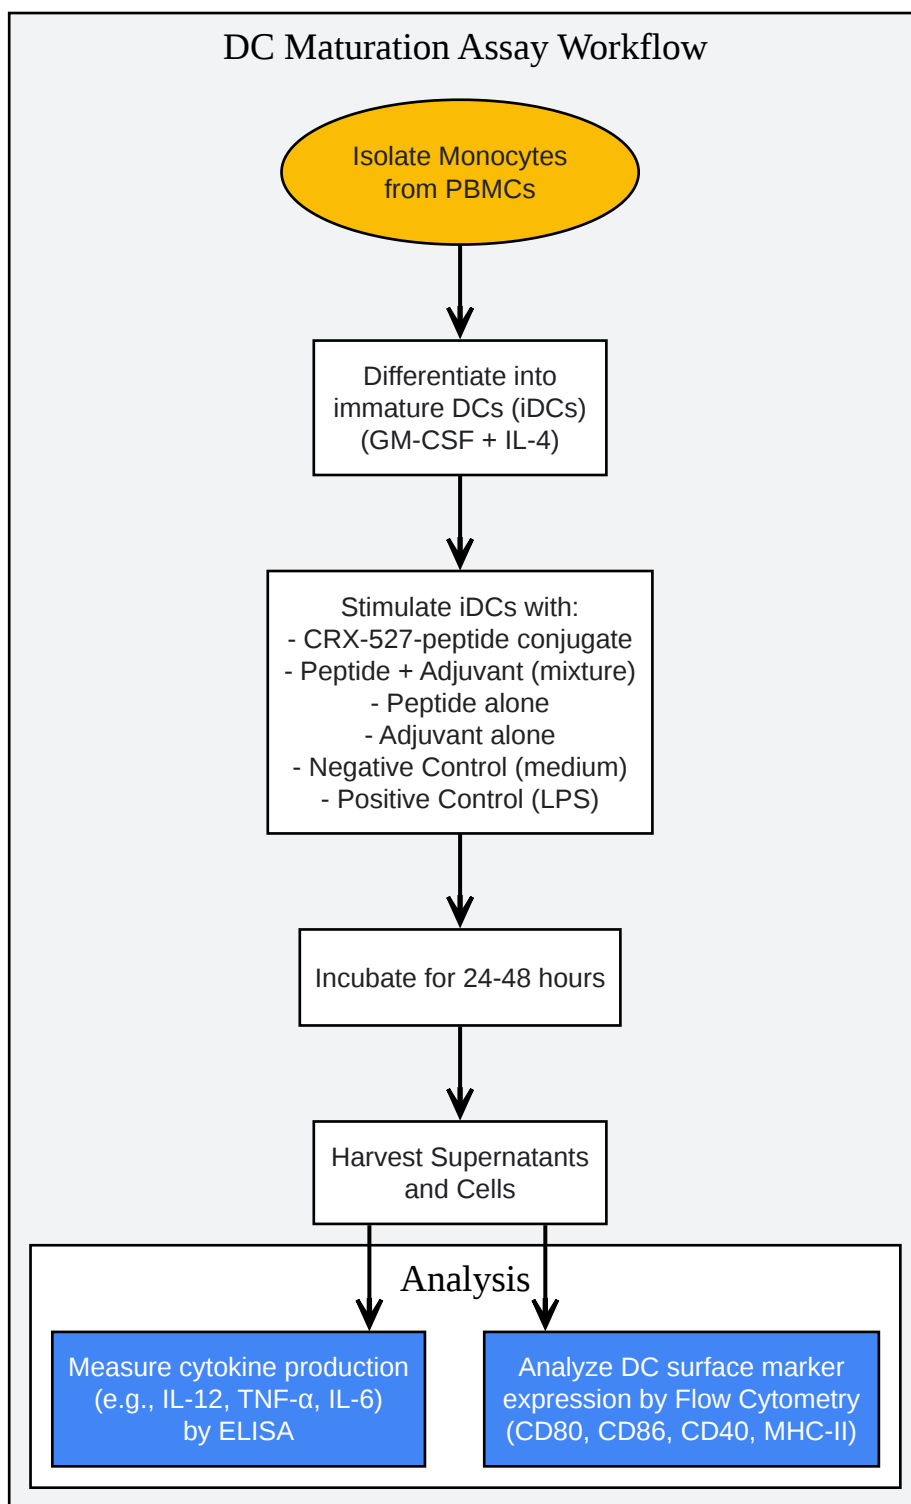 DC Maturation Assay Workflow
Isolate Monocytes
from PBMCs
Differentiate into
immature DCs (iDCs)
(GM-CSF + IL-4)
Stimulate iDCs with:
- CRX-527-peptide conjugate
- Peptide + Adjuvant (mixture)
- Peptide alone
- Adjuvant alone
- Negative Control (medium)
- Positive Control (LPS)
Incubate for 24-48 hours
Harvest Supernatants
and Cells
Analysis
Measure cytokine production
(e.g., IL-12, TNF-α, IL-6)
by ELISA
Analyze DC surface marker
expression by Flow Cytometry
(CD80, CD86, CD40, MHC-II)